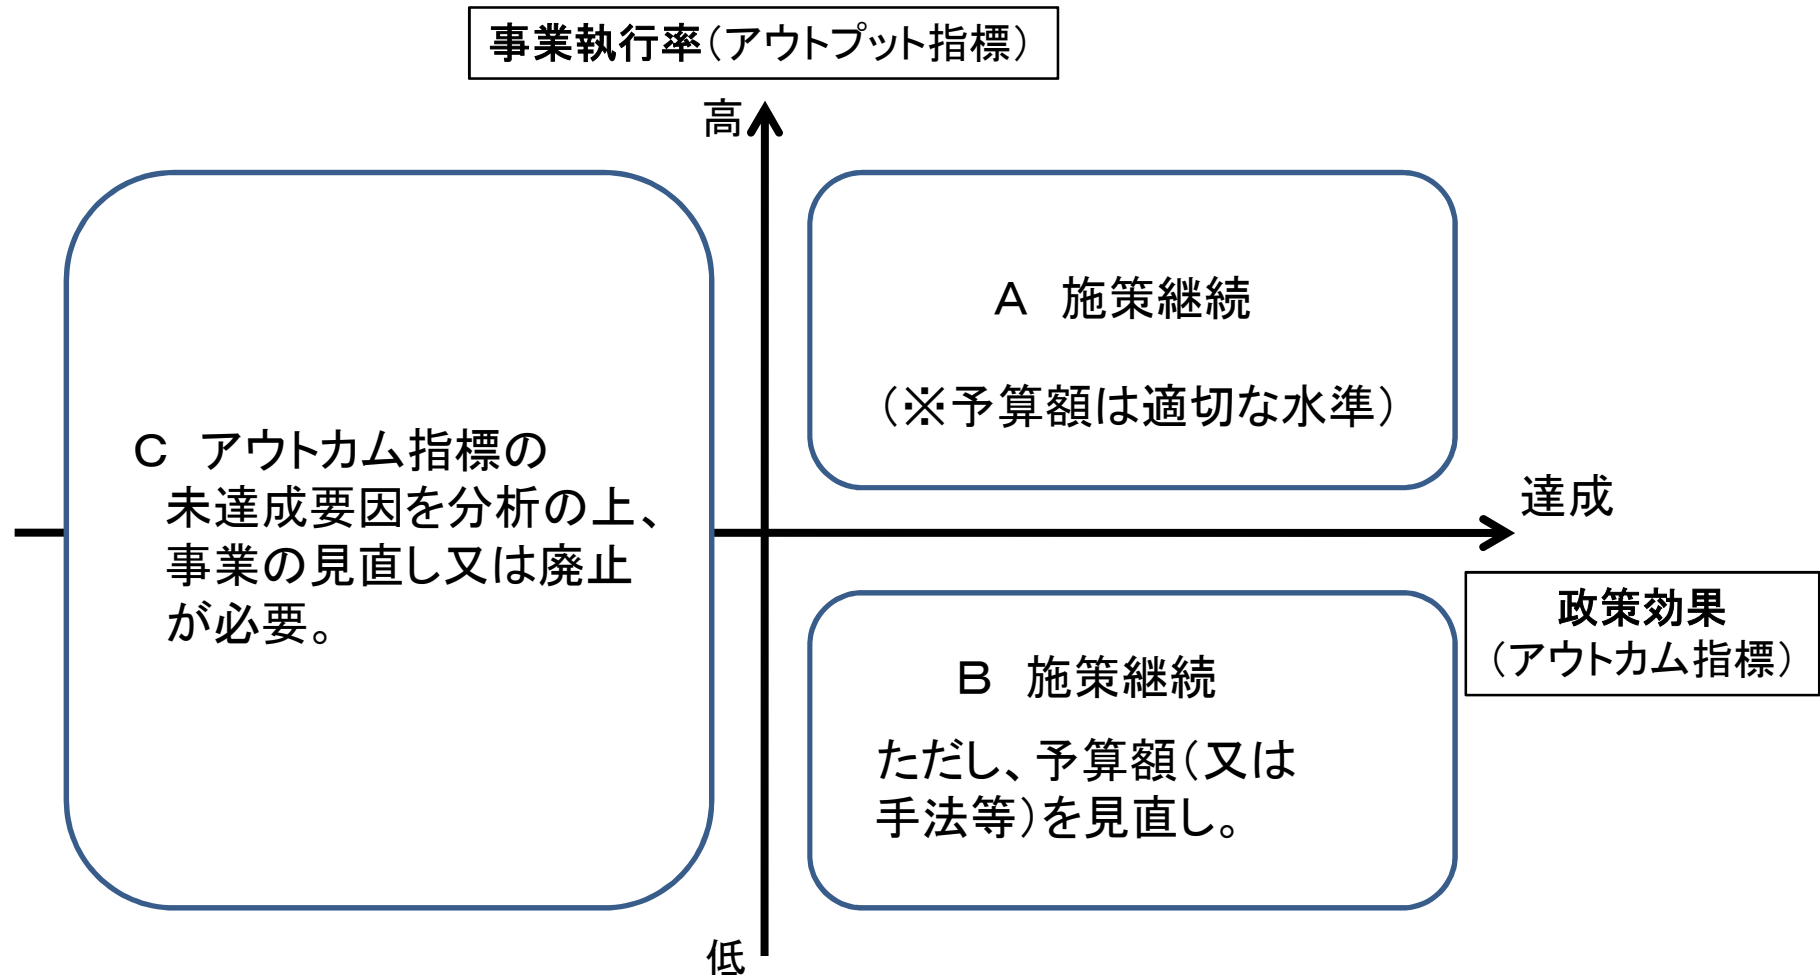 事業執行率（アウトプット指標）
高
A　施策継続
（※予算額は適切な水準）
C　アウトカム指標の
未達成要因を分析の上、
事業の見直し又は廃止
が必要。
達成
政策効果
（アウトカム指標）
B　施策継続
ただし、予算額（又は
手法等）を見直し。
低